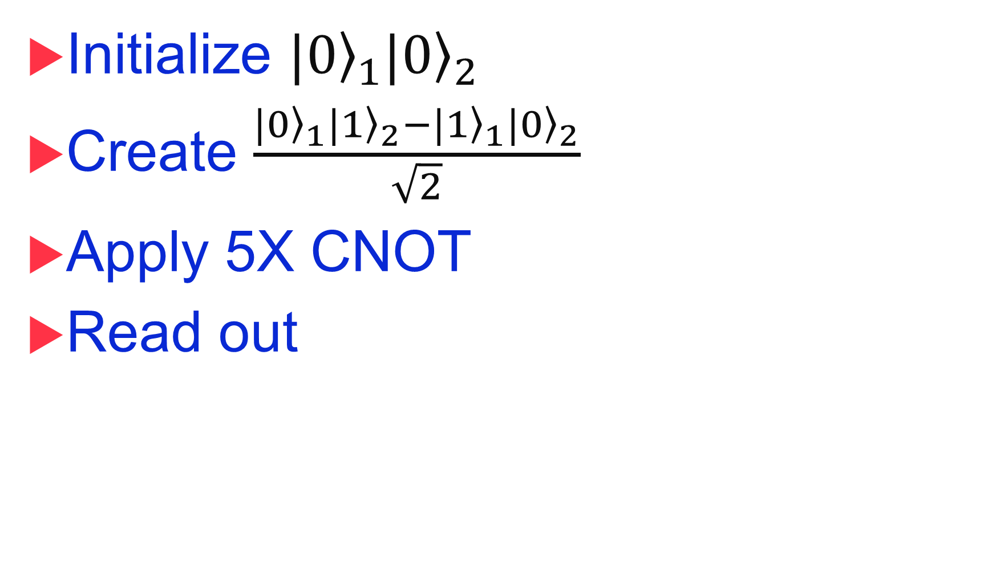 Initialize |0⟩₁|0⟩₂
Create \frac{|0⟩₁|1⟩₂−|1⟩₁|0⟩₂}{√2}
Apply 5X CNOT
Read out